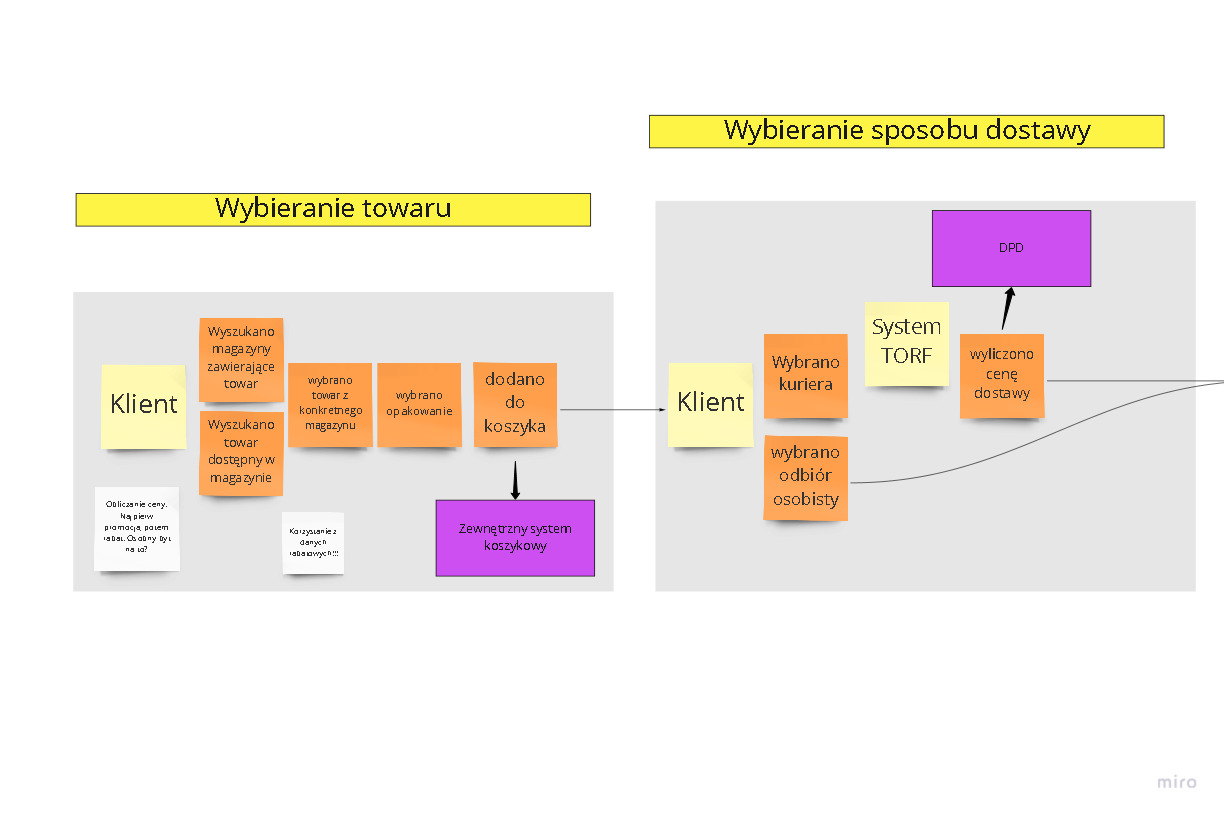 Wybieranie sposobu dostawy
Wybieranie towaru
Klient
Wyszukano
magazyny
zawierające
towar
Wyszukano
towar
dostępny w
magazynie
wybrano
towar z
konkretnego
magazynu
wybrano
opakowanie
dodano
do
koszyka
Obliczanie ceny.
Najpierw
promocja, potem
rabat. Osobny byt
na to?
Korzystanie z
danych
rabatowych!!!
Zewnętrzny system
koszykowy
Klient
Wybrano
kuriera
wybrano
odbiór
osobisty
System
TORF
wyliczono
cenę
dostawy
DPD
miro